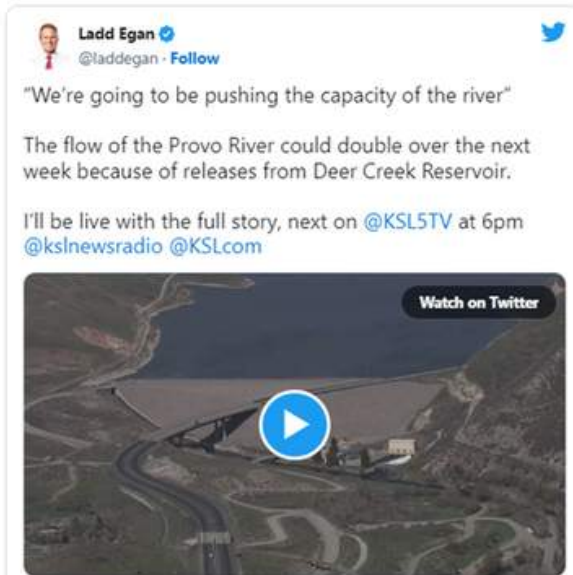 Ladd Egan
@laddegan · Follow
"We're going to be pushing the capacity of the river"
The flow of the Provo River could double over the next
week because of releases from Deer Creek Reservoir.
I'll be live with the full story, next on @KSL5TV at 6pm
@kslnewsradio @KSLcom
Watch on Twitter